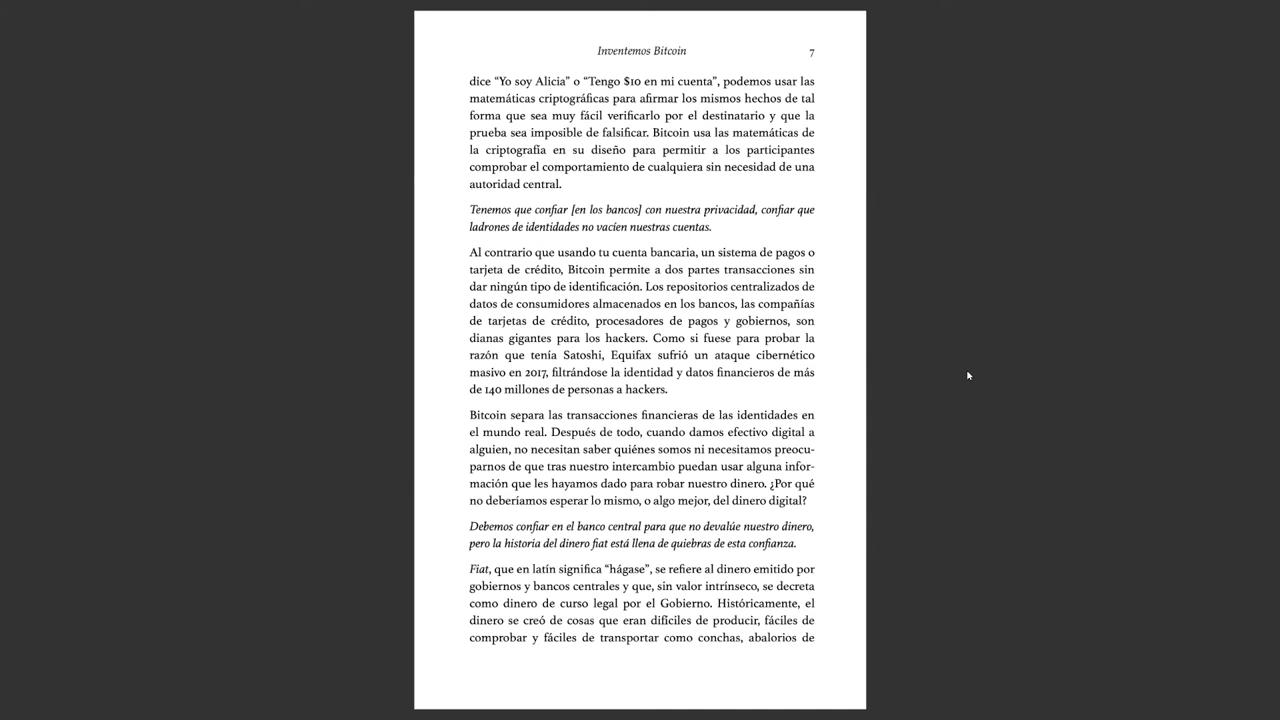 Inventemos Bitcoin 7
dice “Yo soy Alicia” o “Tengo $10 en mi cuenta”, podemos usar las
matemáticas criptográficas para afirmar los mismos hechos de tal
forma que sea muy fácil verificarlo por el destinatario y que la
prueba sea imposible de falsificar. Bitcoin usa las matemáticas de
la criptografía en su diseño para permitir a los participantes
comprobar el comportamiento de cualquiera sin necesidad de una
autoridad central.
Tenemos que confiar [en los bancos] con nuestra privacidad, confiar que
ladrones de identidades no vacíen nuestras cuentas.
Al contrario que usando tu cuenta bancaria, un sistema de pagos o
tarjeta de crédito, Bitcoin permite a dos partes transacciones sin
dar ningún tipo de identificación. Los repositorios centralizados de
datos de consumidores almacenados en los bancos, las compañías
de tarjetas de crédito, procesadores de pagos y gobiernos, son
dianas gigantes para los hackers. Como si fuese para probar la
razón que tenía Satoshi, Equifax sufrió un ataque cibernético
masivo en 2017, filtrándose la identidad y datos financieros de más
de 140 millones de personas a hackers.
Bitcoin separa las transacciones financieras de las identidades en
el mundo real. Después de todo, cuando damos efectivo digital a
alguien, no necesitan saber quiénes somos ni necesitamos preocu-
parnos de que tras nuestro intercambio puedan usar alguna infor-
mación que les hayamos dado para robar nuestro dinero. ¿Por qué
no deberíamos esperar lo mismo, o algo mejor, del dinero digital?
Debemos confiar en el banco central para que no devalúe nuestro dinero,
pero la historia del dinero fiat está llena de quiebras de esta confianza.
Fiat, que en latín significa “hágase”, se refiere al dinero emitido por
gobiernos y bancos centrales y que, sin valor intrínseco, se decreta
como dinero de curso legal por el Gobierno. Históricamente, el
dinero se creó de cosas que eran difíciles de producir, fáciles de
comprobar y fáciles de transportar como conchas, abalorios de